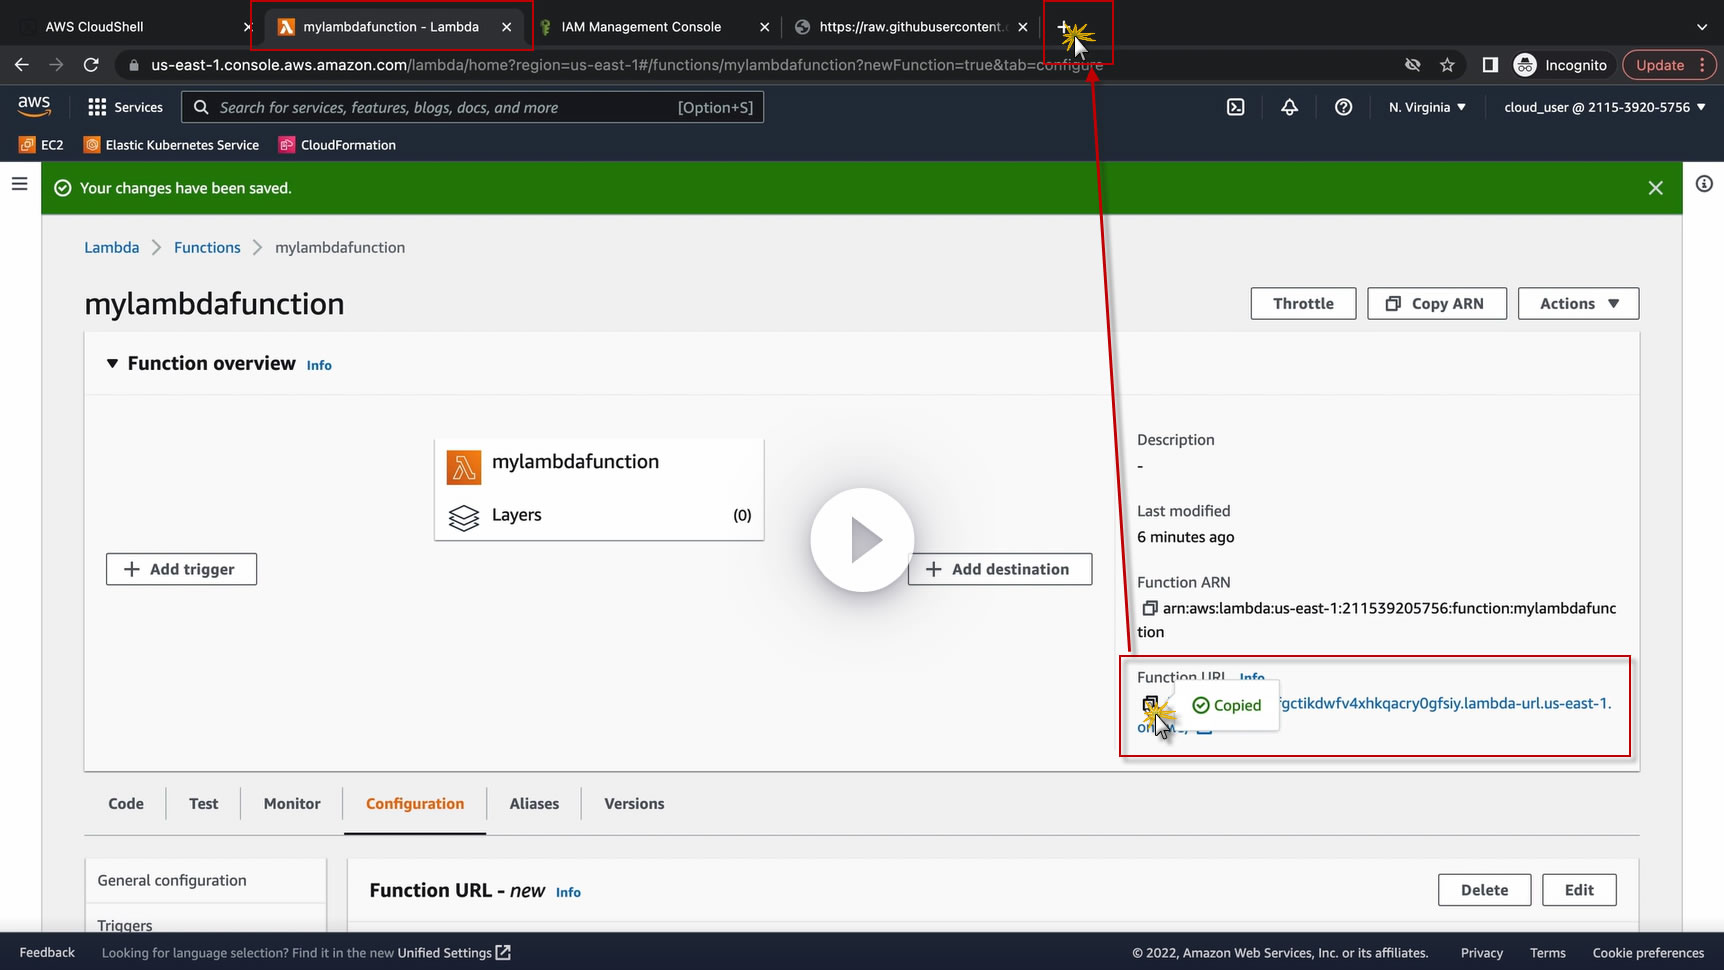 AWS CloudShell
mylambdafunction - Lambda
IAM Management Console
https://raw.githubusercontent.
us-east-1.console.aws.amazon.com/lambda/home?region=us-east-1#/functions/mylambdafunction?newFunction=true&tab=configure
Incognito
Update
aws
Services
Search for services, features, blogs, docs, and more
[Option+S]
N. Virginia
cloud_user @ 2115-3920-5756
EC2
Elastic Kubernetes Service
CloudFormation
Your changes have been saved.
Lambda
Functions
mylambdafunction
mylambdafunction
Throttle
Copy ARN
Actions
Function overview
Info
mylambdafunction
Layers
(0)
Add trigger
Add destination
Description
-
Last modified
6 minutes ago
Function ARN
arn:aws:lambda:us-east-1:211539205756:function:mylambdafunc
tion
Function URL Info
Copied
gctikdwfv4xhkqacry0gfsiy.lambda-url.us-east-1.
Code
Test
Monitor
Configuration
Aliases
Versions
General configuration
Triggers
Function URL - new Info
Delete
Edit
Feedback
Looking for language selection? Find it in the new Unified Settings
© 2022, Amazon Web Services, Inc. or its affiliates.
Privacy
Terms
Cookie preferences